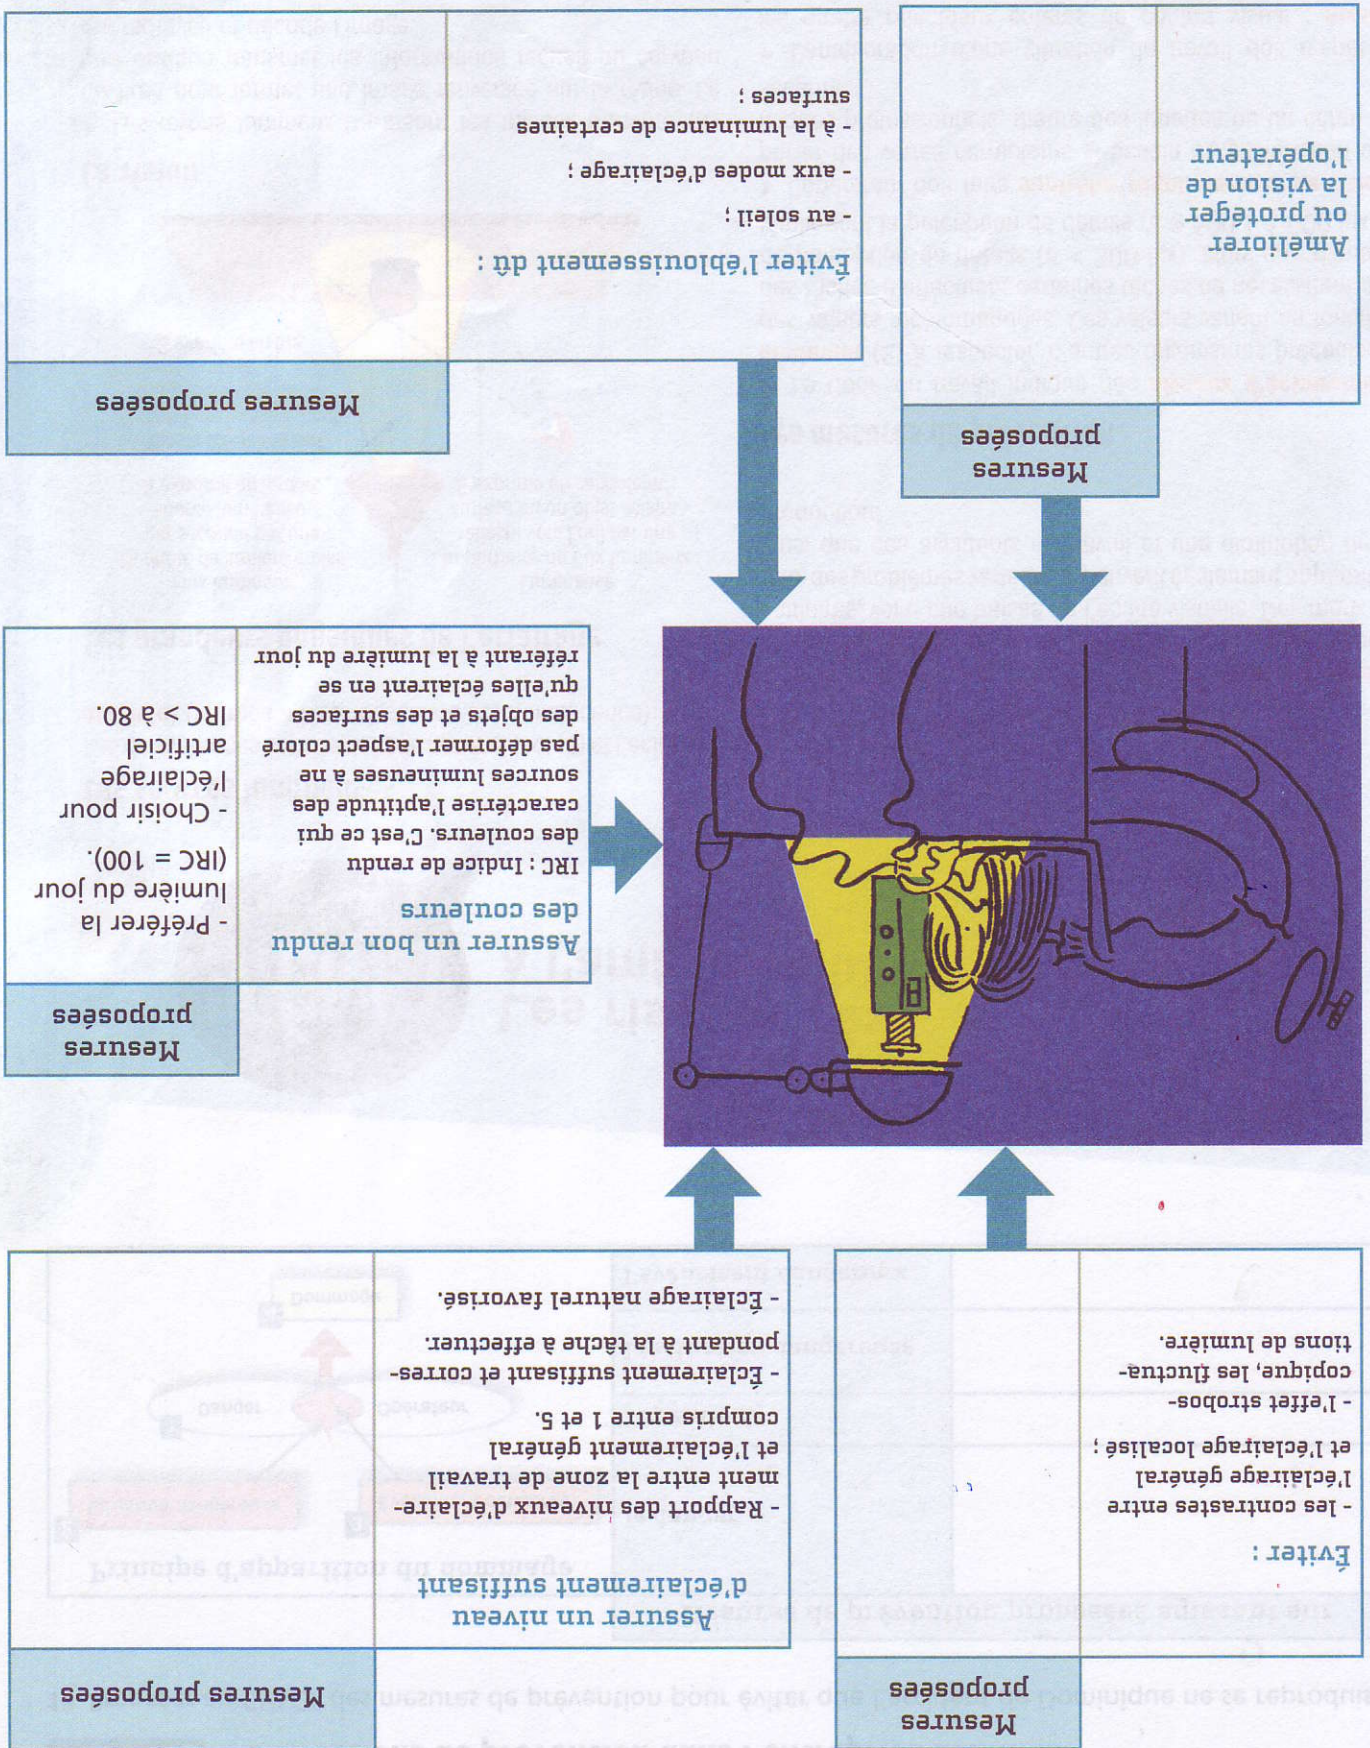 Mesures
proposées
Éviter :
- les contrastes entre
l'éclairage général
et l'éclairage localisé ;
- l'effet strobos-
copique, les fluctua-
tions de lumière.
Mesures proposées
Assurer un niveau
d'éclairement suffisant
- Rapport des niveaux d'éclaire-
ment entre la zone de travail
et l'éclairement général
compris entre 1 et 5.
- Éclairement suffisant et corres-
pondant à la tâche à effectuer.
- Éclairage naturel favorisé.
Mesures
proposées
Assurer un bon rendu
des couleurs
IRC : Indice de rendu
des couleurs. C'est ce qui
caractérise l'aptitude des
sources lumineuses à ne
pas déformer l'aspect coloré
des objets et des surfaces
qu'elles éclairent en se
référant à la lumière du jour
- Préférer la
lumière du jour
(IRC = 100).
- Choisir pour
l'éclairage
artificiel
IRC > à 80.
Mesures
proposées
Améliorer
ou protéger
la vision de
l'opérateur
Mesures proposées
Éviter l'éblouissement dû :
- au soleil ;
- aux modes d'éclairage ;
- à la luminance de certaines
surfaces ;